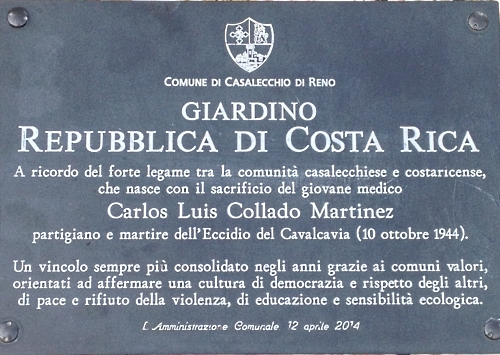 COMUNE DI CASALECCHIO DI RENO
GIARDINO
REPUBBLICA DI COSTA RICA
A ricordo del forte legame tra la comunità casalecchiese e costaricense,
che nasce con il sacrificio del giovane medico
Carlos Luis Collado Martinez
partigiano e martire dell'Eccidio del Cavalcavia (10 ottobre 1944).
Un vincolo sempre più consolidato negli anni grazie ai comuni valori,
orientati ad affermare una cultura di democrazia e rispetto degli altri,
di pace e rifiuto della violenza, di educazione e sensibilità ecologica.
L'Amministrazione Comunale 12 aprile 2014